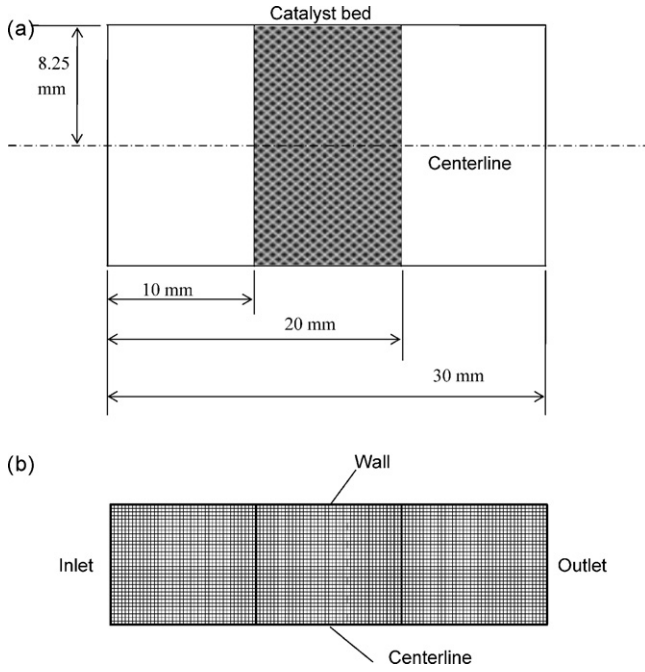 Catalyst bed
(a)
8.25
mm
Centerline
10 mm
20 mm
30 mm
(b)
Wall
Inlet
Outlet
Centerline